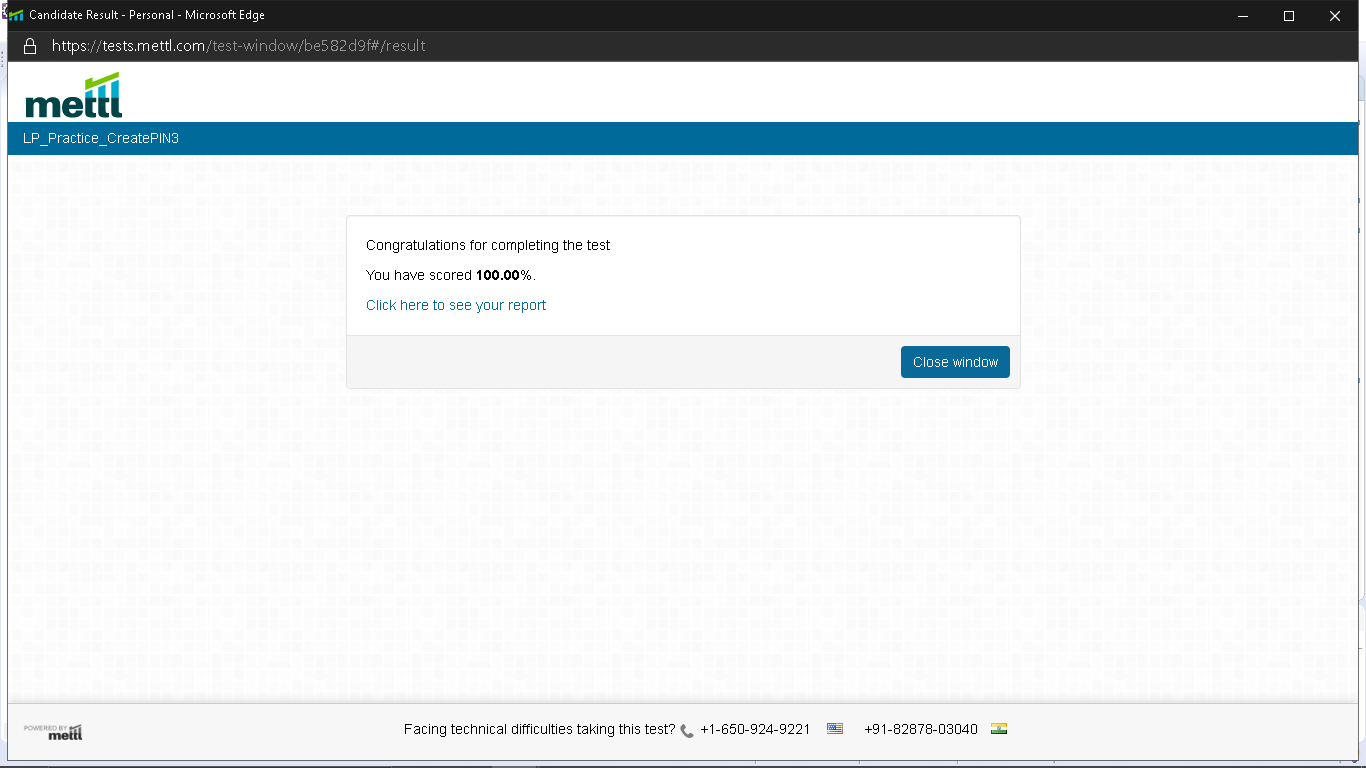 Candidate Result - Personal - Microsoft Edge
https://tests.mettl.com/test-window/be582d9f#/result
mettl
LP_Practice_CreatePIN3
Congratulations for completing the test
You have scored 100.00%.
Click here to see your report
Close window
POWERED BY
mettl
Facing technical difficulties taking this test? +1-650-924-9221 +91-82878-03040